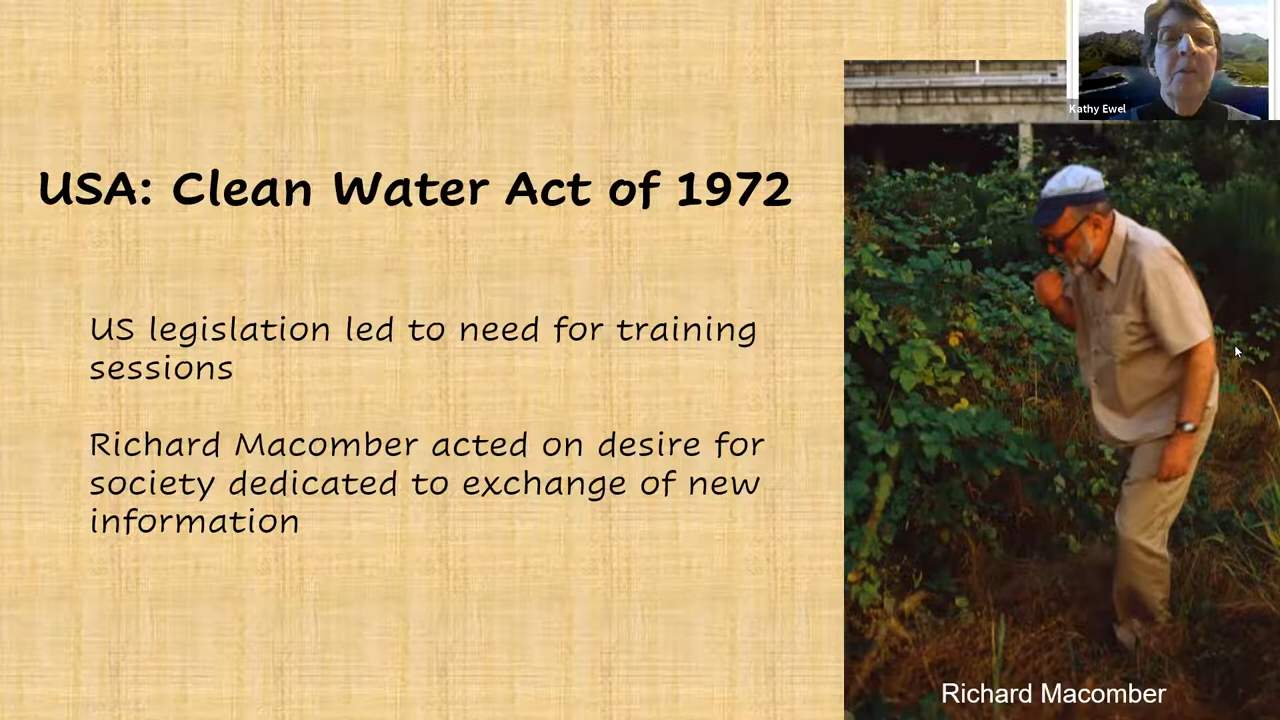 Kathy Ewel
USA: Clean Water Act of 1972
US legislation led to need for training
sessions
Richard Macomber acted on desire for
society dedicated to exchange of new
information
Richard Macomber